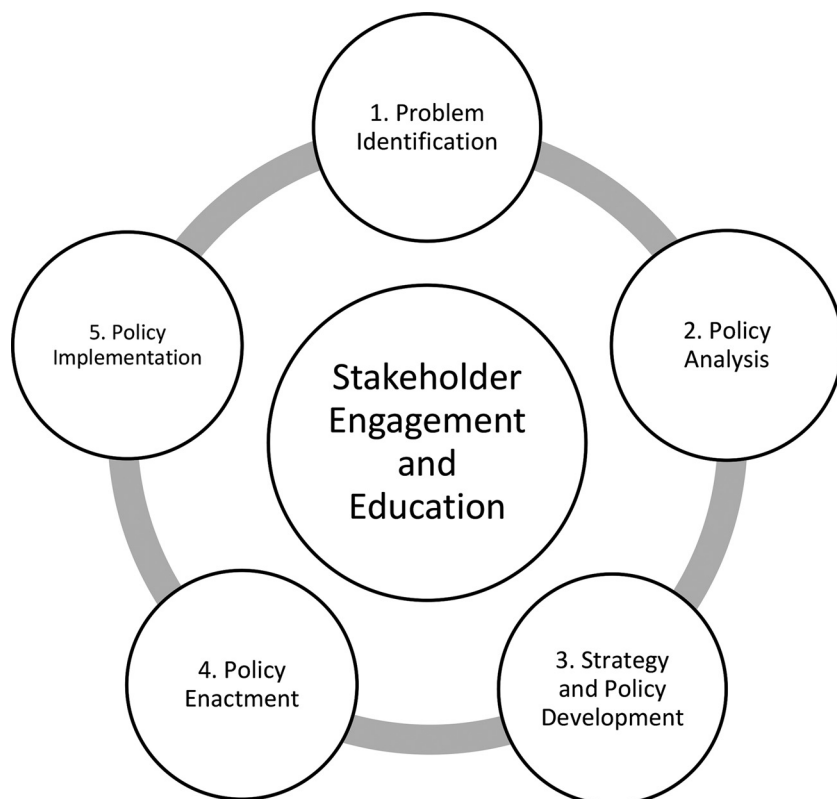 1. Problem
Identification
2. Policy
Analysis
3. Strategy
and Policy
Development
4. Policy
Enactment
5. Policy
Implementation
Stakeholder
Engagement
and
Education